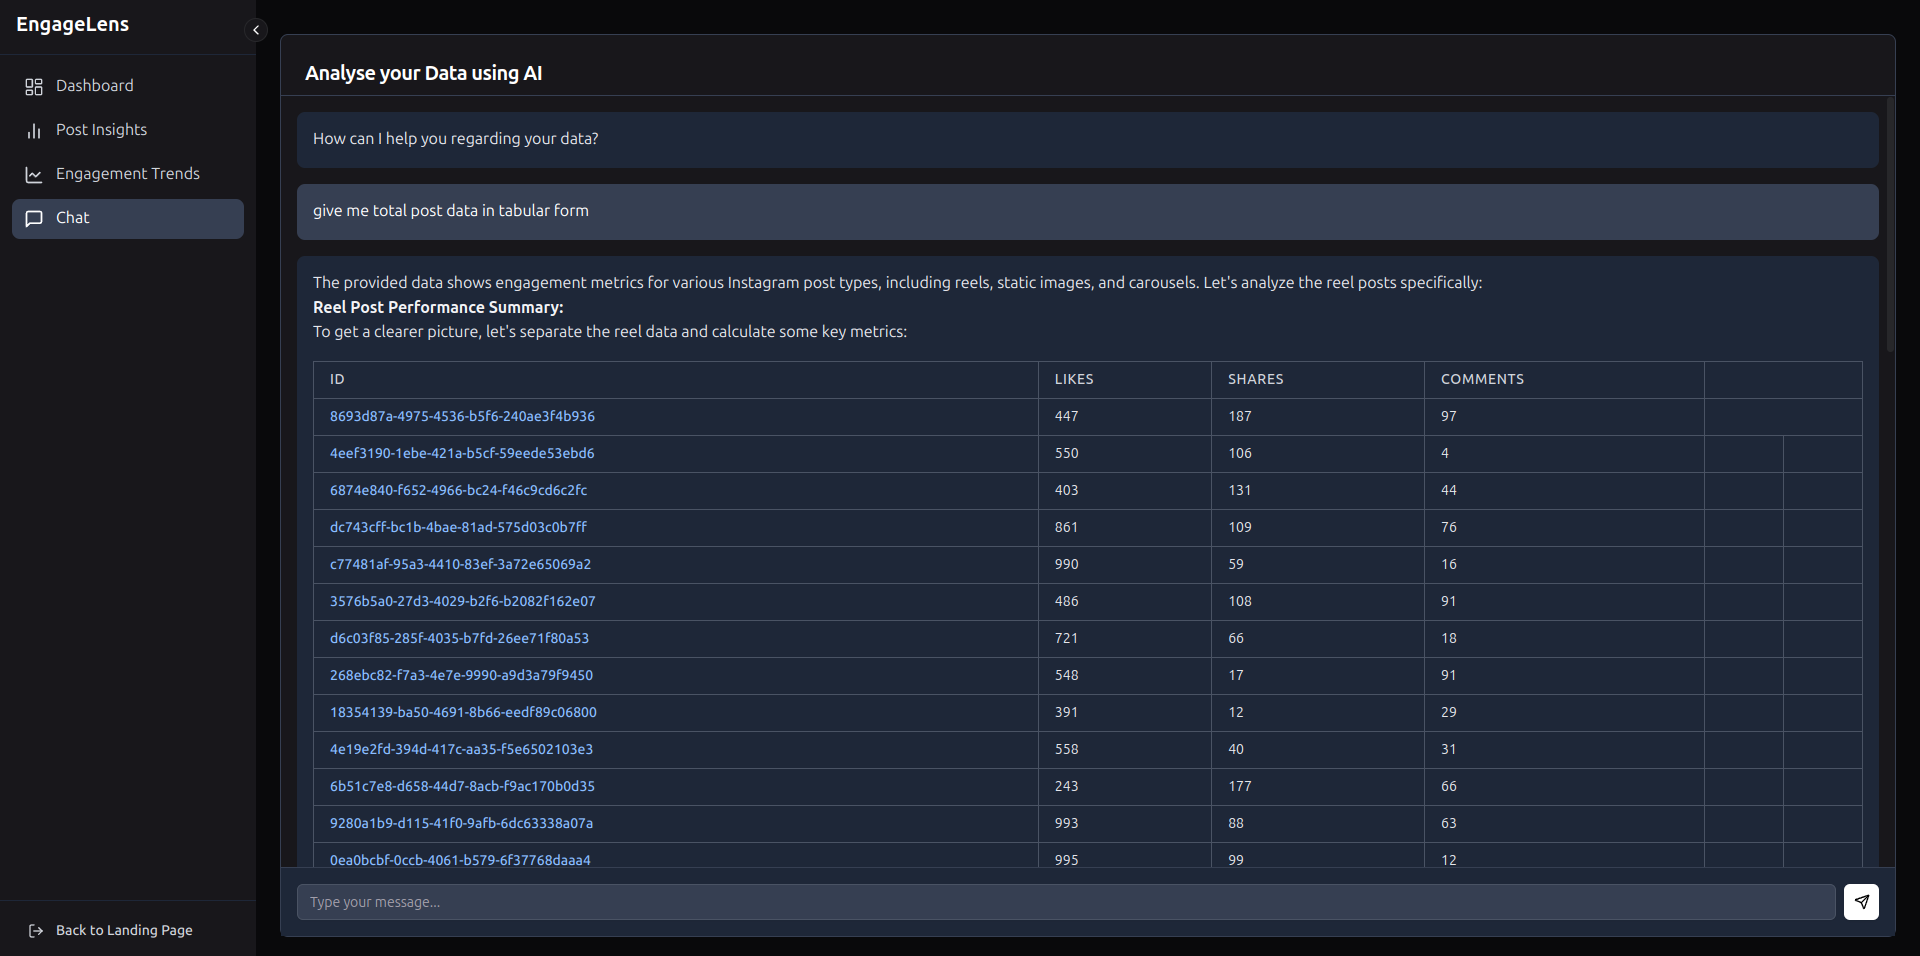 EngageLens
Dashboard
Post Insights
Engagement Trends
Chat
Back to Landing Page
Analyse your Data using AI
How can I help you regarding your data?
give me total post data in tabular form
The provided data shows engagement metrics for various Instagram post types, including reels, static images, and carousels. Let's analyze the reel posts specifically:
Reel Post Performance Summary:
To get a clearer picture, let's separate the reel data and calculate some key metrics:
ID LIKES SHARES COMMENTS
8693d87a-4975-4536-b5f6-240ae3f4b936 447 187 97
4eef3190-1ebe-421a-b5cf-59eede53ebd6 550 106 4
6874e840-f652-4966-bc24-f46c9cd6c2fc 403 131 44
dc743cff-bc1b-4bae-81ad-575d03c0b7ff 861 109 76
c77481af-95a3-4410-83ef-3a72e65069a2 990 59 16
3576b5a0-27d3-4029-b2f6-b2082f162e07 486 108 91
d6c03f85-285f-4035-b7fd-26ee71f80a53 721 66 18
268ebc82-f7a3-4e7e-9990-a9d3a79f9450 548 17 91
18354139-ba50-4691-8b66-eedf89c06800 391 12 29
4e19e2fd-394d-417c-aa35-f5e6502103e3 558 40 31
6b51c7e8-d658-44d7-8acb-f9ac170b0d35 243 177 66
9280a1b9-d115-41f0-9afb-6dc63338a07a 993 88 63
0ea0bcbf-0ccb-4061-b579-6f37768daaa4 995 99 12
Type your message...